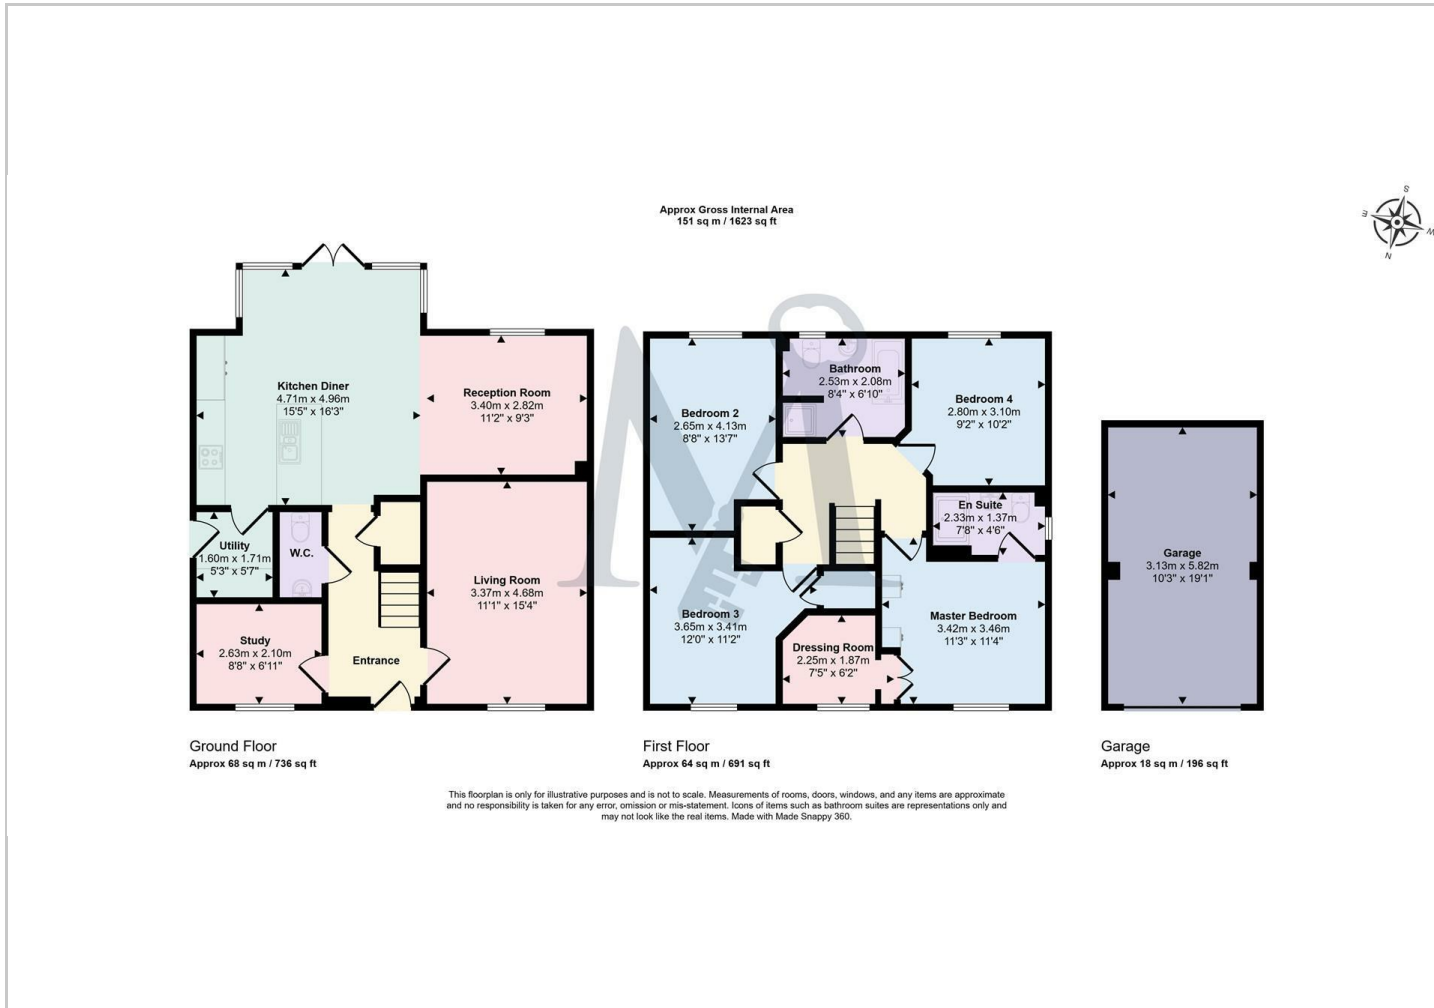 Approx Gross Internal Area
151 sq m / 1623 sq ft
S
E
W
N
Kitchen Diner
4.71m x 4.96m
15'5" x 16'3"
Reception Room
3.40m x 2.82m
11'2" x 9'3"
Utility
1.60m x 1.71m
5'3" x 5'7"
W.C.
Living Room
3.37m x 4.68m
11'1" x 15'4"
Study
2.63m x 2.10m
8'8" x 6'11"
Entrance
Ground Floor
Approx 68 sq m / 736 sq ft
Bedroom 2
2.65m x 4.13m
8'8" x 13'7"
Bathroom
2.53m x 2.08m
8'4" x 6'10"
Bedroom 4
2.80m x 3.10m
9'2" x 10'2"
En Suite
2.33m x 1.37m
7'8" x 4'6"
Bedroom 3
3.65m x 3.41m
12'0" x 11'2"
Dressing Room
2.25m x 1.87m
7'5" x 6'2"
Master Bedroom
3.42m x 3.46m
11'3" x 11'4"
First Floor
Approx 64 sq m / 691 sq ft
Garage
3.13m x 5.82m
10'3" x 19'1"
Garage
Approx 18 sq m / 196 sq ft
This floorplan is only for illustrative purposes and is not to scale. Measurements of rooms, doors, windows, and any items are approximate
and no responsibility is taken for any error, omission or mis-statement. Icons of items such as bathroom suites are representations only and
may not look like the real items. Made with Made Snappy 360.